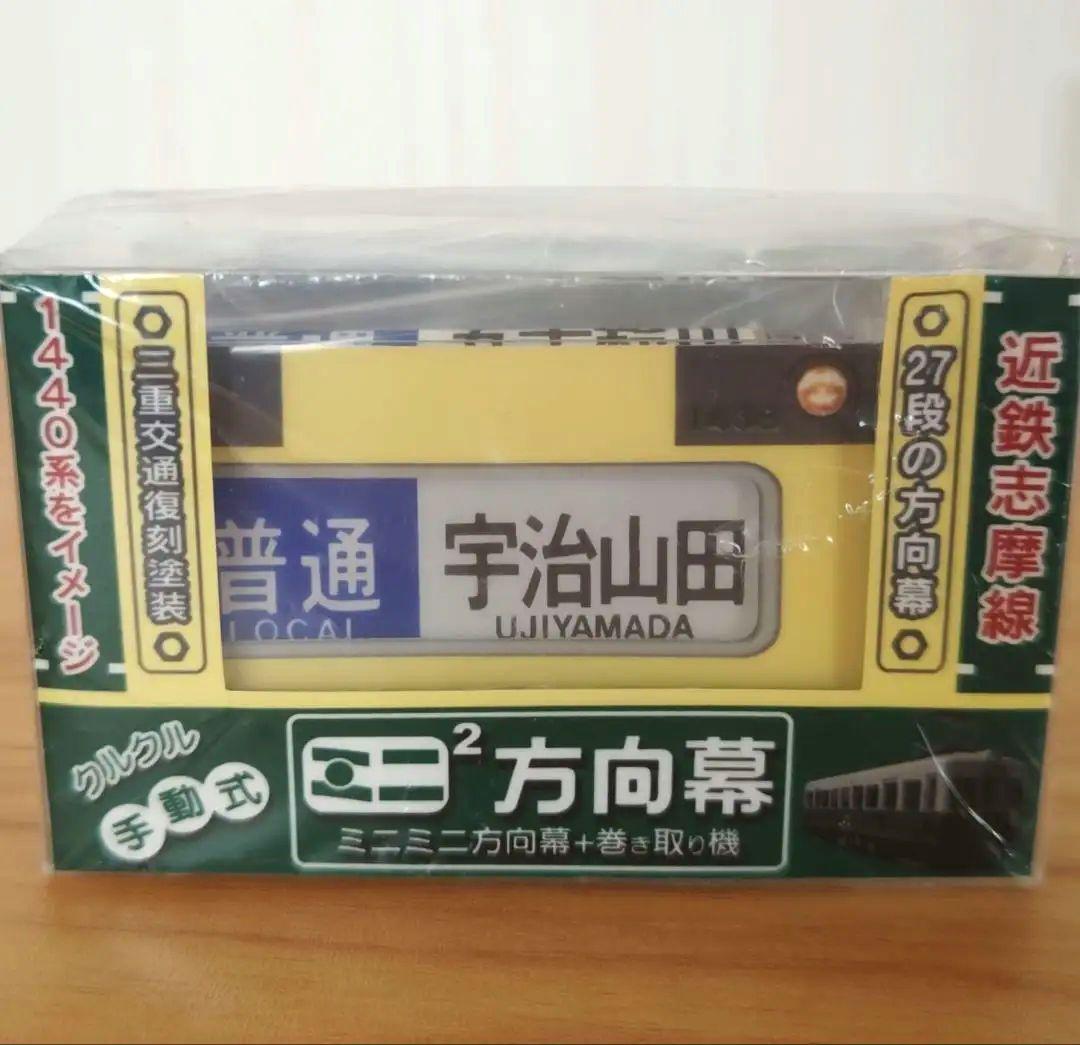 1440系をイメージ
三重交通復刻塗装
普通
LOCAL
宇治山田
UJIYAMADA
27段の方向幕
近鉄志摩線
クルクル
手動式
ミニ2方向幕
ミニミニ方向幕+巻き取り機